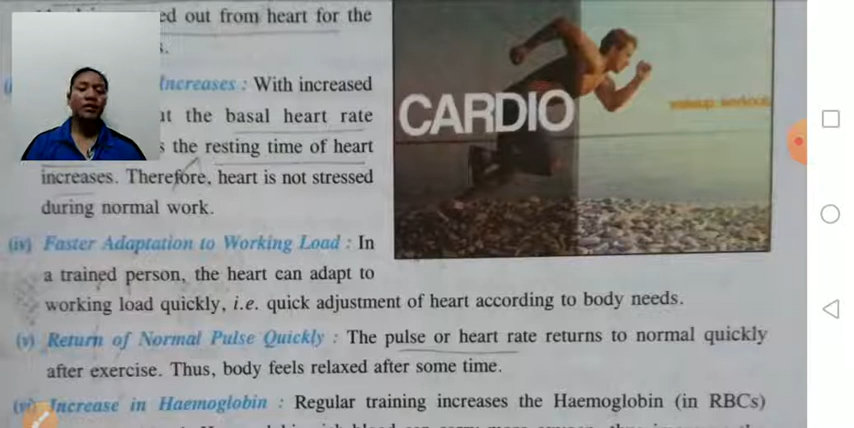 ed out from heart for the
s.
Increases : With increased
at the basal heart rate
s the resting time of heart
increases. Therefore, heart is not stressed
during normal work.
CARDIO
wakeup. workout
(iv) Faster Adaptation to Working Load : In
a trained person, the heart can adapt to
working load quickly, i.e. quick adjustment of heart according to body needs.
(v) Return of Normal Pulse Quickly : The pulse or heart rate returns to normal quickly
after exercise. Thus, body feels relaxed after some time.
(vi) Increase in Haemoglobin : Regular training increases the Haemoglobin (in RBCs)